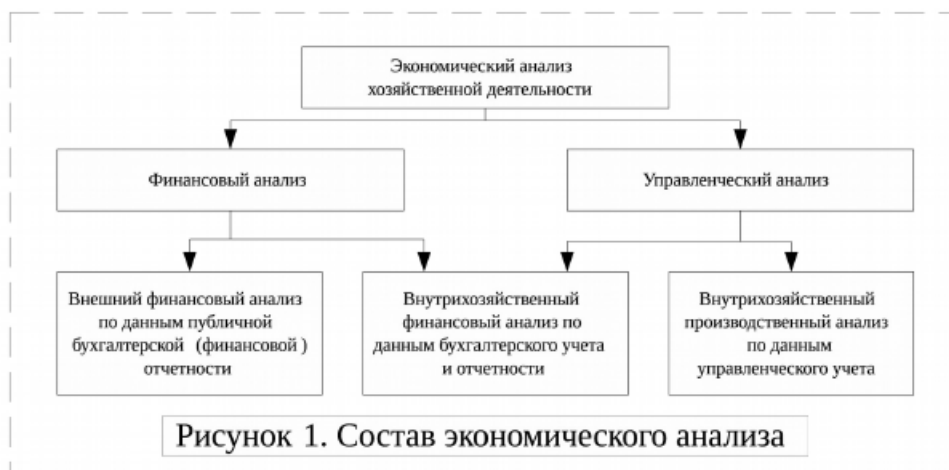 Экономический анализ
хозяйственной деятельности
Финансовый анализ
Управленческий анализ
Внешний финансовый анализ
по данным публичной
бухгалтерской (финансовой )
отчетности
Внутрихозяйственный
финансовый анализ по
данным бухгалтерского учета
и отчетности
Внутрихозяйственный
производственный анализ
по данным
управленческого учета
Рисунок 1. Состав экономического анализа